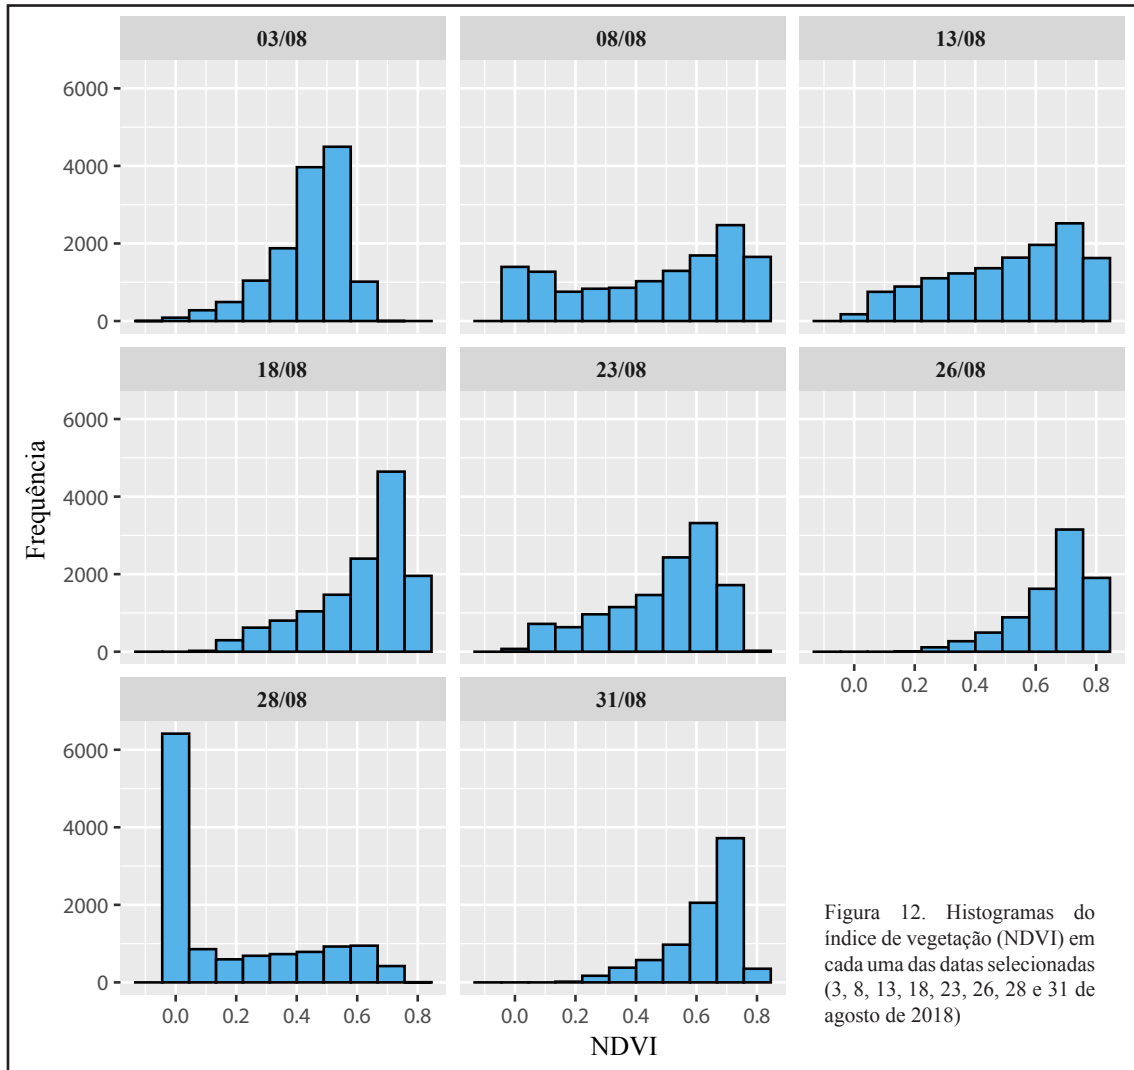 03/08
08/08
13/08
6000
4000
2000
0
18/08
23/08
26/08
6000
4000
2000
0
0.0 0.2 0.4 0.6 0.8
28/08
31/08
6000
4000
2000
0
0.0 0.2 0.4 0.6 0.8
0.0 0.2 0.4 0.6 0.8
Frequência
NDVI
Figura 12. Histogramas do
índice de vegetação (NDVI) em
cada uma das datas selecionadas
(3, 8, 13, 18, 23, 26, 28 e 31 de
agosto de 2018)